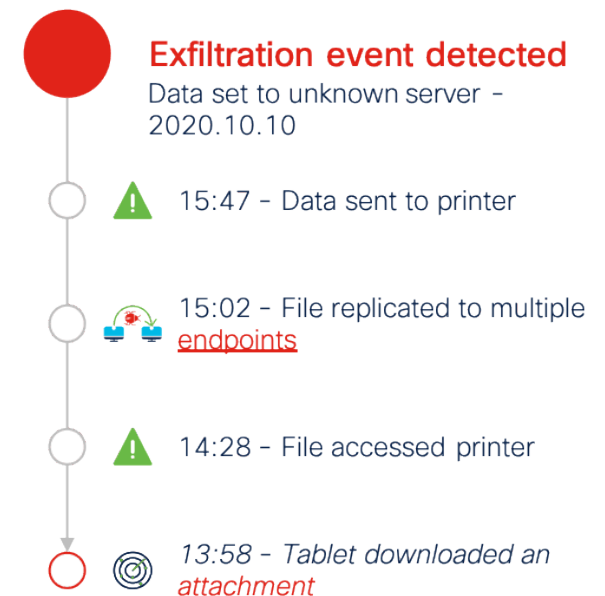 Exfiltration event detected
Data set to unknown server –
2020.10.10
15:47 – Data sent to printer
15:02 – File replicated to multiple
endpoints
14:28 – File accessed printer
13:58 – Tablet downloaded an
attachment